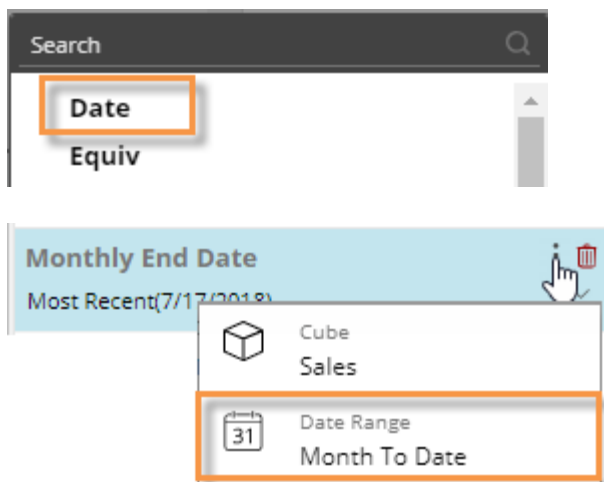 Search
Date
Equiv
Monthly End Date
Most Recent(7/17/2018)
Cube
Sales
31
Date Range
Month To Date